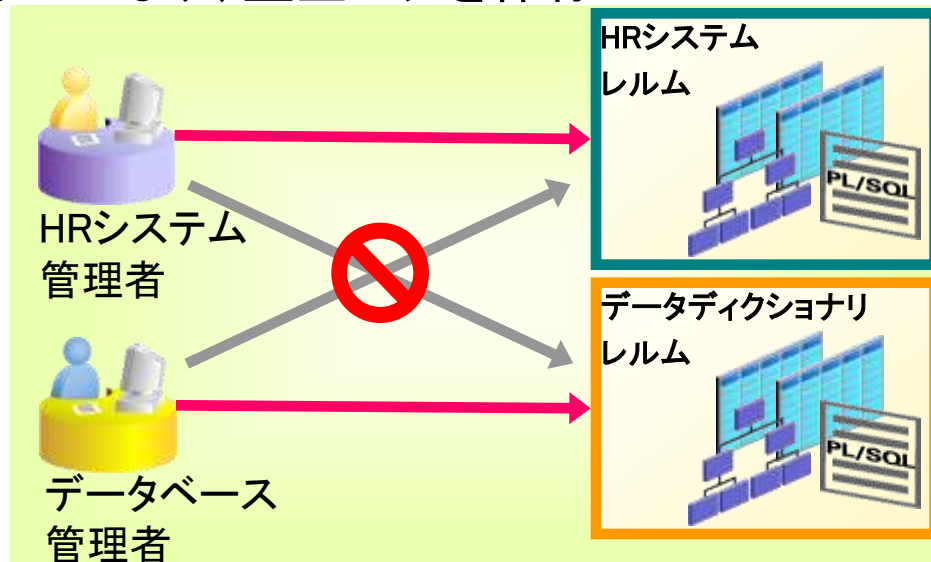 HRシステム
レルム
PL/SQL
HRシステム
管理者
データディクショナリ
レルム
PL/SQL
データベース
管理者